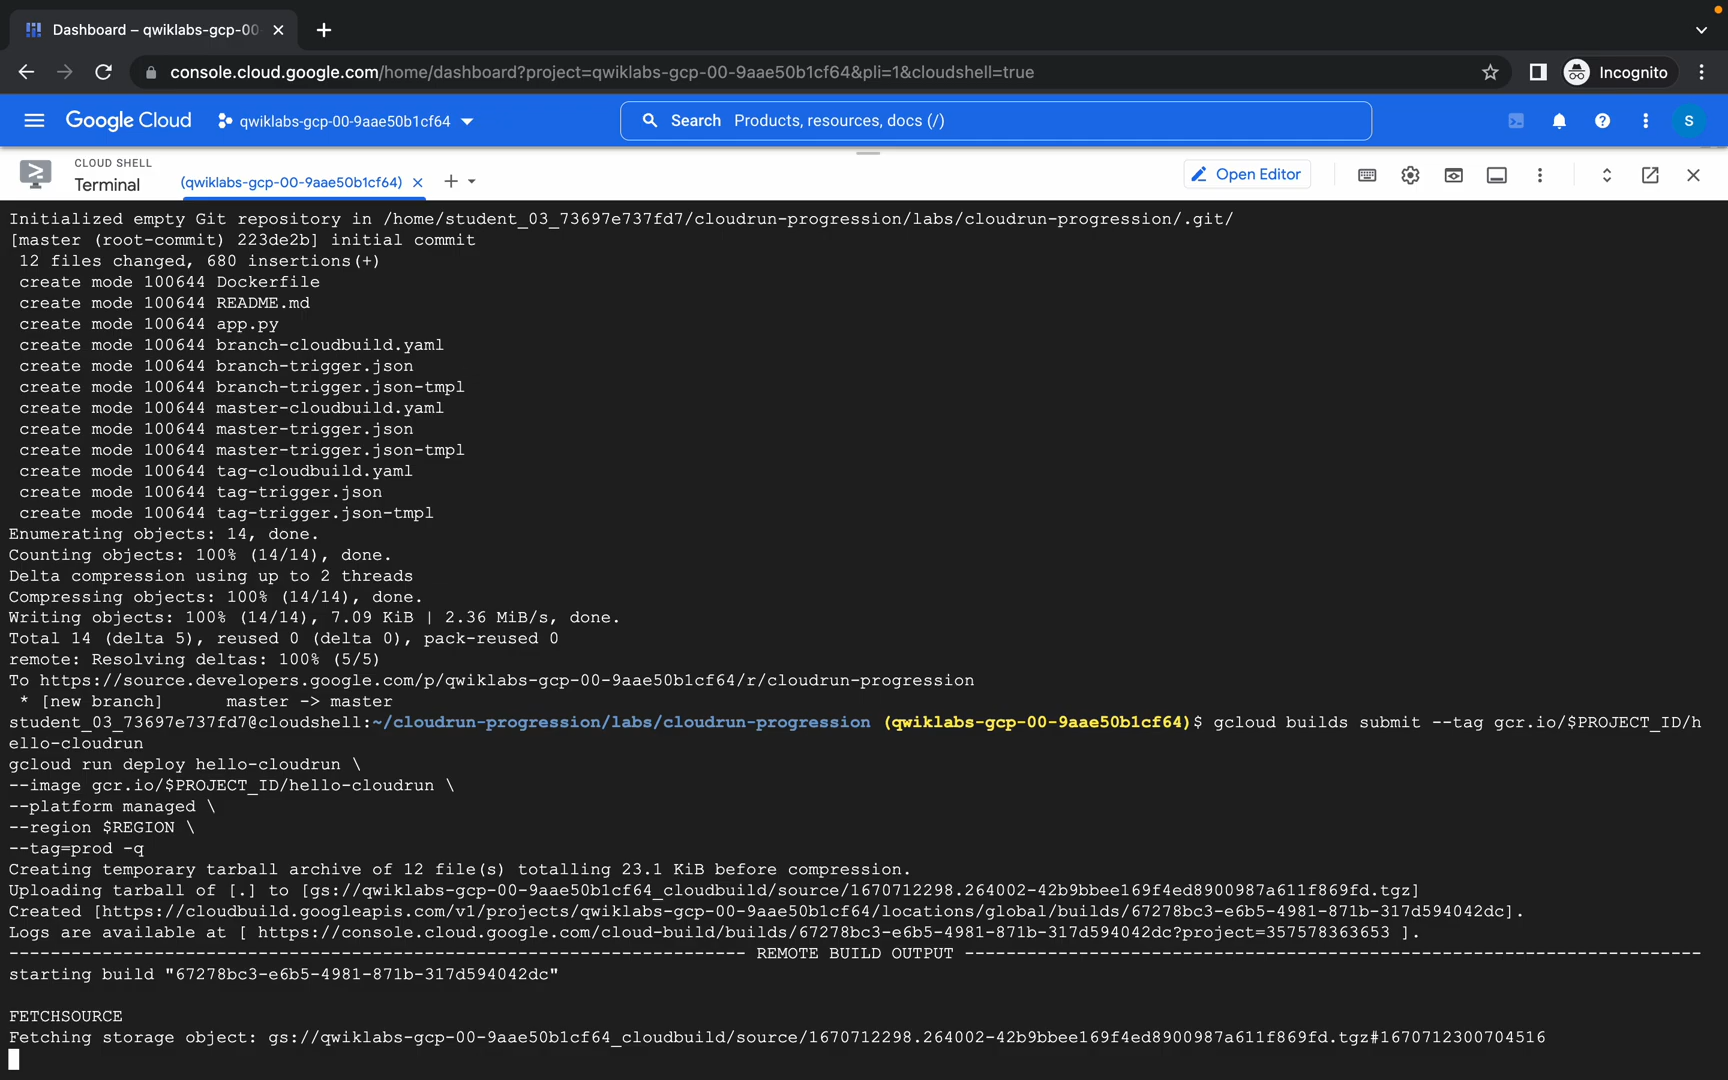 Dashboard – qwiklabs-gcp-00
console.cloud.google.com/home/dashboard?project=qwiklabs-gcp-00-9aae50b1cf64&pli=1&cloudshell=true
Incognito
Google Cloud
qwiklabs-gcp-00-9aae50b1cf64
Search Products, resources, docs (/)
S
CLOUD SHELL
Terminal
(qwiklabs-gcp-00-9aae50b1cf64)
Open Editor
Initialized empty Git repository in /home/student_03_73697e737fd7/cloudrun-progression/labs/cloudrun-progression/.git/
[master (root-commit) 223de2b] initial commit
12 files changed, 680 insertions(+)
create mode 100644 Dockerfile
create mode 100644 README.md
create mode 100644 app.py
create mode 100644 branch-cloudbuild.yaml
create mode 100644 branch-trigger.json
create mode 100644 branch-trigger.json-tmpl
create mode 100644 master-cloudbuild.yaml
create mode 100644 master-trigger.json
create mode 100644 master-trigger.json-tmpl
create mode 100644 tag-cloudbuild.yaml
create mode 100644 tag-trigger.json
create mode 100644 tag-trigger.json-tmpl
Enumerating objects: 14, done.
Counting objects: 100% (14/14), done.
Delta compression using up to 2 threads
Compressing objects: 100% (14/14), done.
Writing objects: 100% (14/14), 7.09 KiB | 2.36 MiB/s, done.
Total 14 (delta 5), reused 0 (delta 0), pack-reused 0
remote: Resolving deltas: 100% (5/5)
To https://source.developers.google.com/p/qwiklabs-gcp-00-9aae50b1cf64/r/cloudrun-progression
* [new branch]      master -> master
student_03_73697e737fd7@cloudshell:~/cloudrun-progression/labs/cloudrun-progression (qwiklabs-gcp-00-9aae50b1cf64)$ gcloud builds submit --tag gcr.io/$PROJECT_ID/h
ello-cloudrun
gcloud run deploy hello-cloudrun \
--image gcr.io/$PROJECT_ID/hello-cloudrun \
--platform managed \
--region $REGION \
--tag=prod -q
Creating temporary tarball archive of 12 file(s) totalling 23.1 KiB before compression.
Uploading tarball of [.] to [gs://qwiklabs-gcp-00-9aae50b1cf64_cloudbuild/source/1670712298.264002-42b9bbee169f4ed8900987a611f869fd.tgz]
Created [https://cloudbuild.googleapis.com/v1/projects/qwiklabs-gcp-00-9aae50b1cf64/locations/global/builds/67278bc3-e6b5-4981-871b-317d594042dc].
Logs are available at [ https://console.cloud.google.com/cloud-build/builds/67278bc3-e6b5-4981-871b-317d594042dc?project=357578363653 ].
----------------------------------------------------------------------- REMOTE BUILD OUTPUT -----------------------------------------------------------------------
starting build "67278bc3-e6b5-4981-871b-317d594042dc"
FETCHSOURCE
Fetching storage object: gs://qwiklabs-gcp-00-9aae50b1cf64_cloudbuild/source/1670712298.264002-42b9bbee169f4ed8900987a611f869fd.tgz#1670712300704516